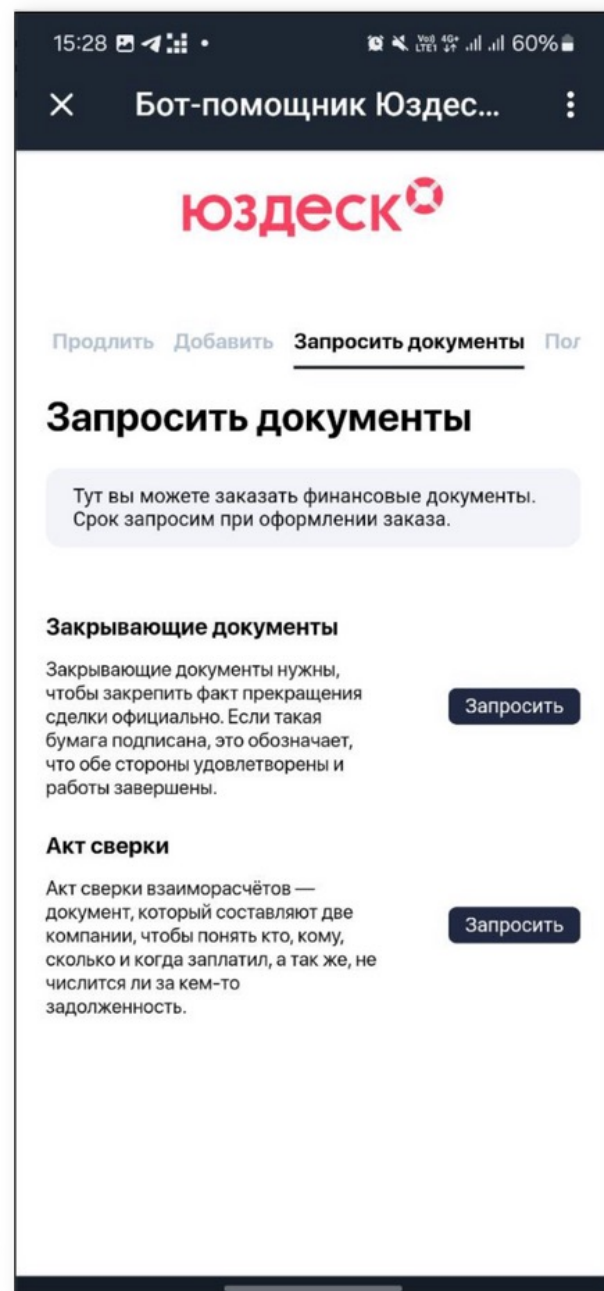 15:28 60%
Бот-помощник Юздес...
юздеск
Продлить Добавить Запросить документы Пол
Запросить документы
Тут вы можете заказать финансовые документы.
Срок запросим при оформлении заказа.
Закрывающие документы
Закрывающие документы нужны,
чтобы закрепить факт прекращения
сделки официально. Если такая
бумага подписана, это обозначает,
что обе стороны удовлетворены и
работы завершены.
Запросить
Акт сверки
Акт сверки взаиморасчётов —
документ, который составляют две
компании, чтобы понять кто, кому,
сколько и когда заплатил, а так же, не
числится ли за кем-то
задолженность.
Запросить